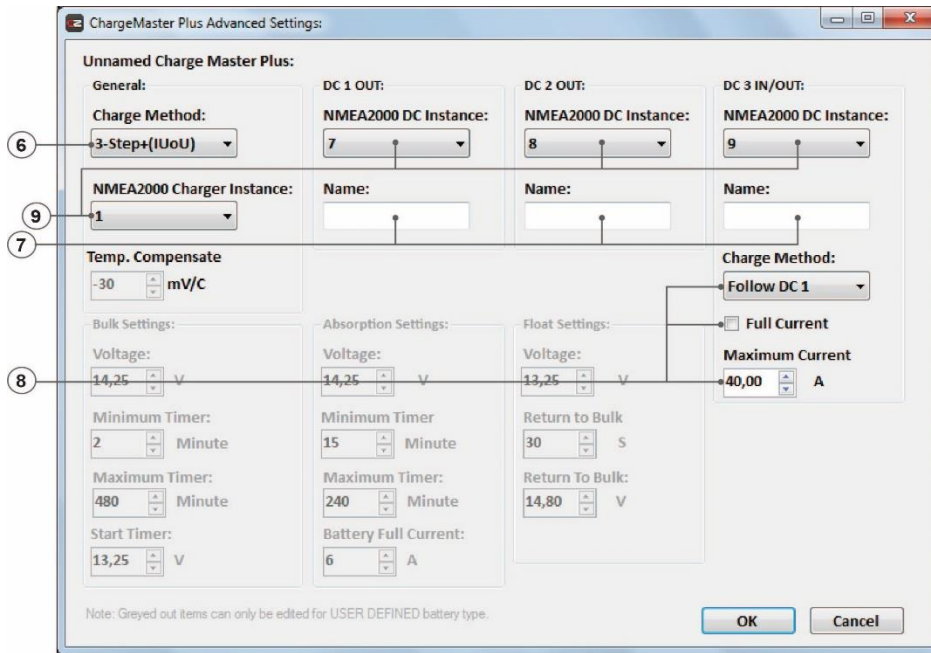 ChargeMaster Plus Advanced Settings:
Unnamed Charge Master Plus:
General:
Charge Method:
6
3-Step+(IUoU)
NMEA2000 Charger Instance:
9
1
7
Temp. Compensate
-30 mV/C
DC 1 OUT:
NMEA2000 DC Instance:
7
Name:
DC 2 OUT:
NMEA2000 DC Instance:
8
Name:
DC 3 IN/OUT:
NMEA2000 DC Instance:
9
Name:
Charge Method:
Follow DC 1
Full Current
Maximum Current
40,00 A
Bulk Settings:
Voltage:
8
14,25 V
Minimum Timer:
2 Minute
Maximum Timer:
480 Minute
Start Timer:
13,25 V
Absorption Settings:
Voltage:
14,25 V
Minimum Timer
15 Minute
Maximum Timer:
240 Minute
Battery Full Current:
6 A
Float Settings:
Voltage:
13,25 V
Return to Bulk
30 S
Return To Bulk:
14,80 V
Note: Greyed out items can only be edited for USER DEFINED battery type.
OK
Cancel